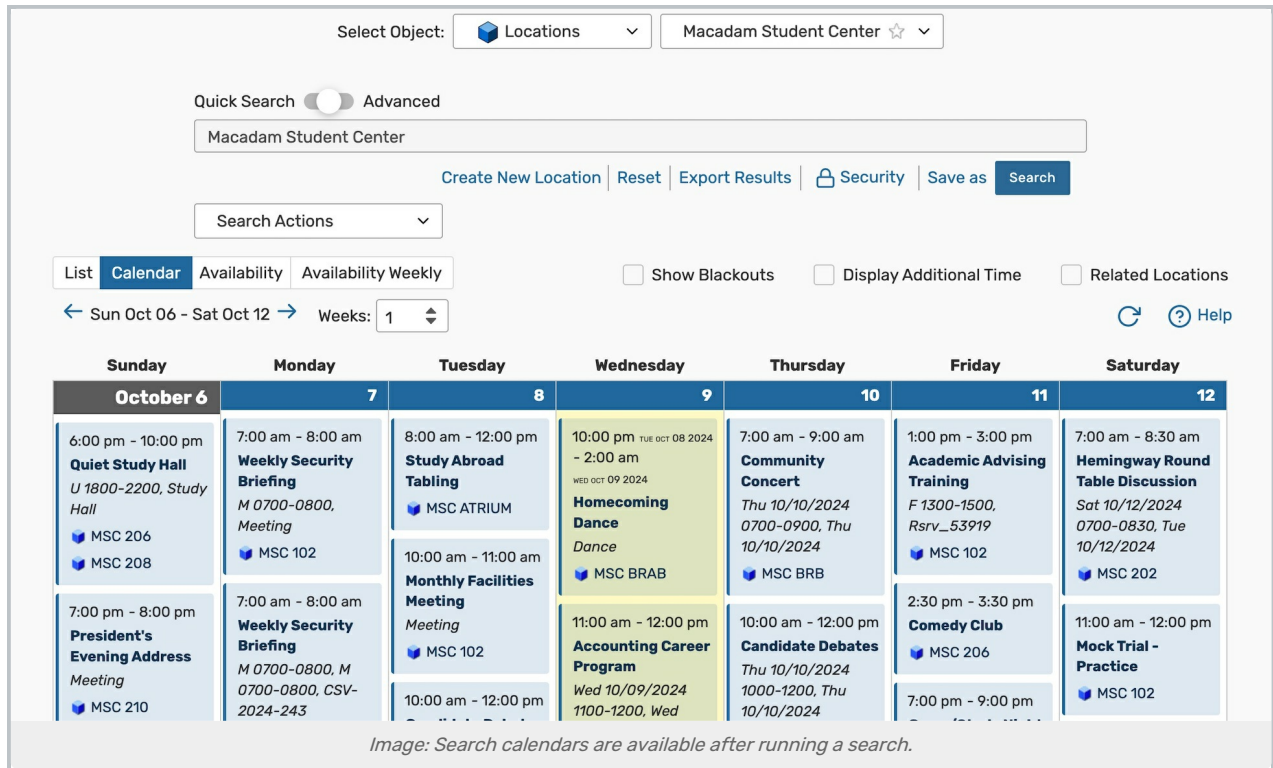 Select Object: Locations Macadam Student Center
Quick Search Advanced
Macadam Student Center
Create New Location Reset Export Results Security Save as Search
Search Actions
List Calendar Availability Availability Weekly Show Blackouts Display Additional Time Related Locations
Sun Oct 06 - Sat Oct 12 Weeks: 1 Help
Sunday Monday Tuesday Wednesday Thursday Friday Saturday
October 6 7 8 9 10 11 12
6:00 pm - 10:00 pm
Quiet Study Hall
U 1800-2200, Study
Hall
MSC 206
MSC 208
7:00 pm - 8:00 pm
President's
Evening Address
Meeting
MSC 210
7:00 am - 8:00 am
Weekly Security
Briefing
M 0700-0800,
Meeting
MSC 102
7:00 am - 8:00 am
Weekly Security
Briefing
M 0700-0800, M
0700-0800, CSV-
2024-243
8:00 am - 12:00 pm
Study Abroad
Tabling
MSC ATRIUM
10:00 am - 11:00 am
Monthly Facilities
Meeting
Meeting
MSC 102
10:00 am - 12:00 pm
10:00 pm TUE OCT 08 2024
- 2:00 am
WED OCT 09 2024
Homecoming
Dance
Dance
MSC BRAB
11:00 am - 12:00 pm
Accounting Career
Program
Wed 10/09/2024
1100-1200, Wed
7:00 am - 9:00 am
Community
Concert
Thu 10/10/2024
0700-0900, Thu
10/10/2024
MSC BRB
10:00 am - 12:00 pm
Candidate Debates
Thu 10/10/2024
1000-1200, Thu
10/10/2024
1:00 pm - 3:00 pm
Academic Advising
Training
F 1300-1500,
Rsrv_53919
MSC 102
2:30 pm - 3:30 pm
Comedy Club
MSC 206
7:00 pm - 9:00 pm
7:00 am - 8:30 am
Hemingway Round
Table Discussion
Sat 10/12/2024
0700-0830, Tue
10/12/2024
MSC 202
11:00 am - 12:00 pm
Mock Trial -
Practice
MSC 102
Image: Search calendars are available after running a search.